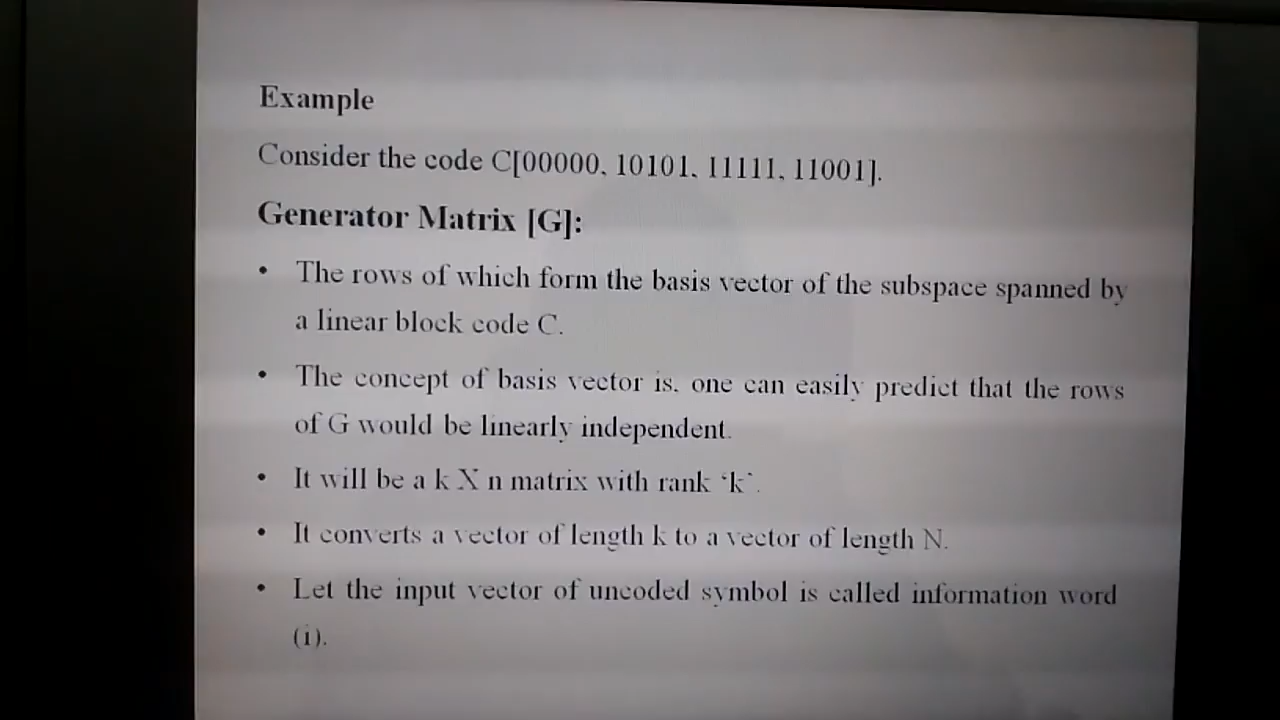 Example
Consider the code C[00000, 10101, 11111, 11001].
Generator Matrix [G]:
• The rows of which form the basis vector of the subspace spanned by
a linear block code C.
• The concept of basis vector is, one can easily predict that the rows
of G would be linearly independent.
• It will be a k X n matrix with rank ‘k’.
• It converts a vector of length k to a vector of length N.
• Let the input vector of uncoded symbol is called information word
(i).